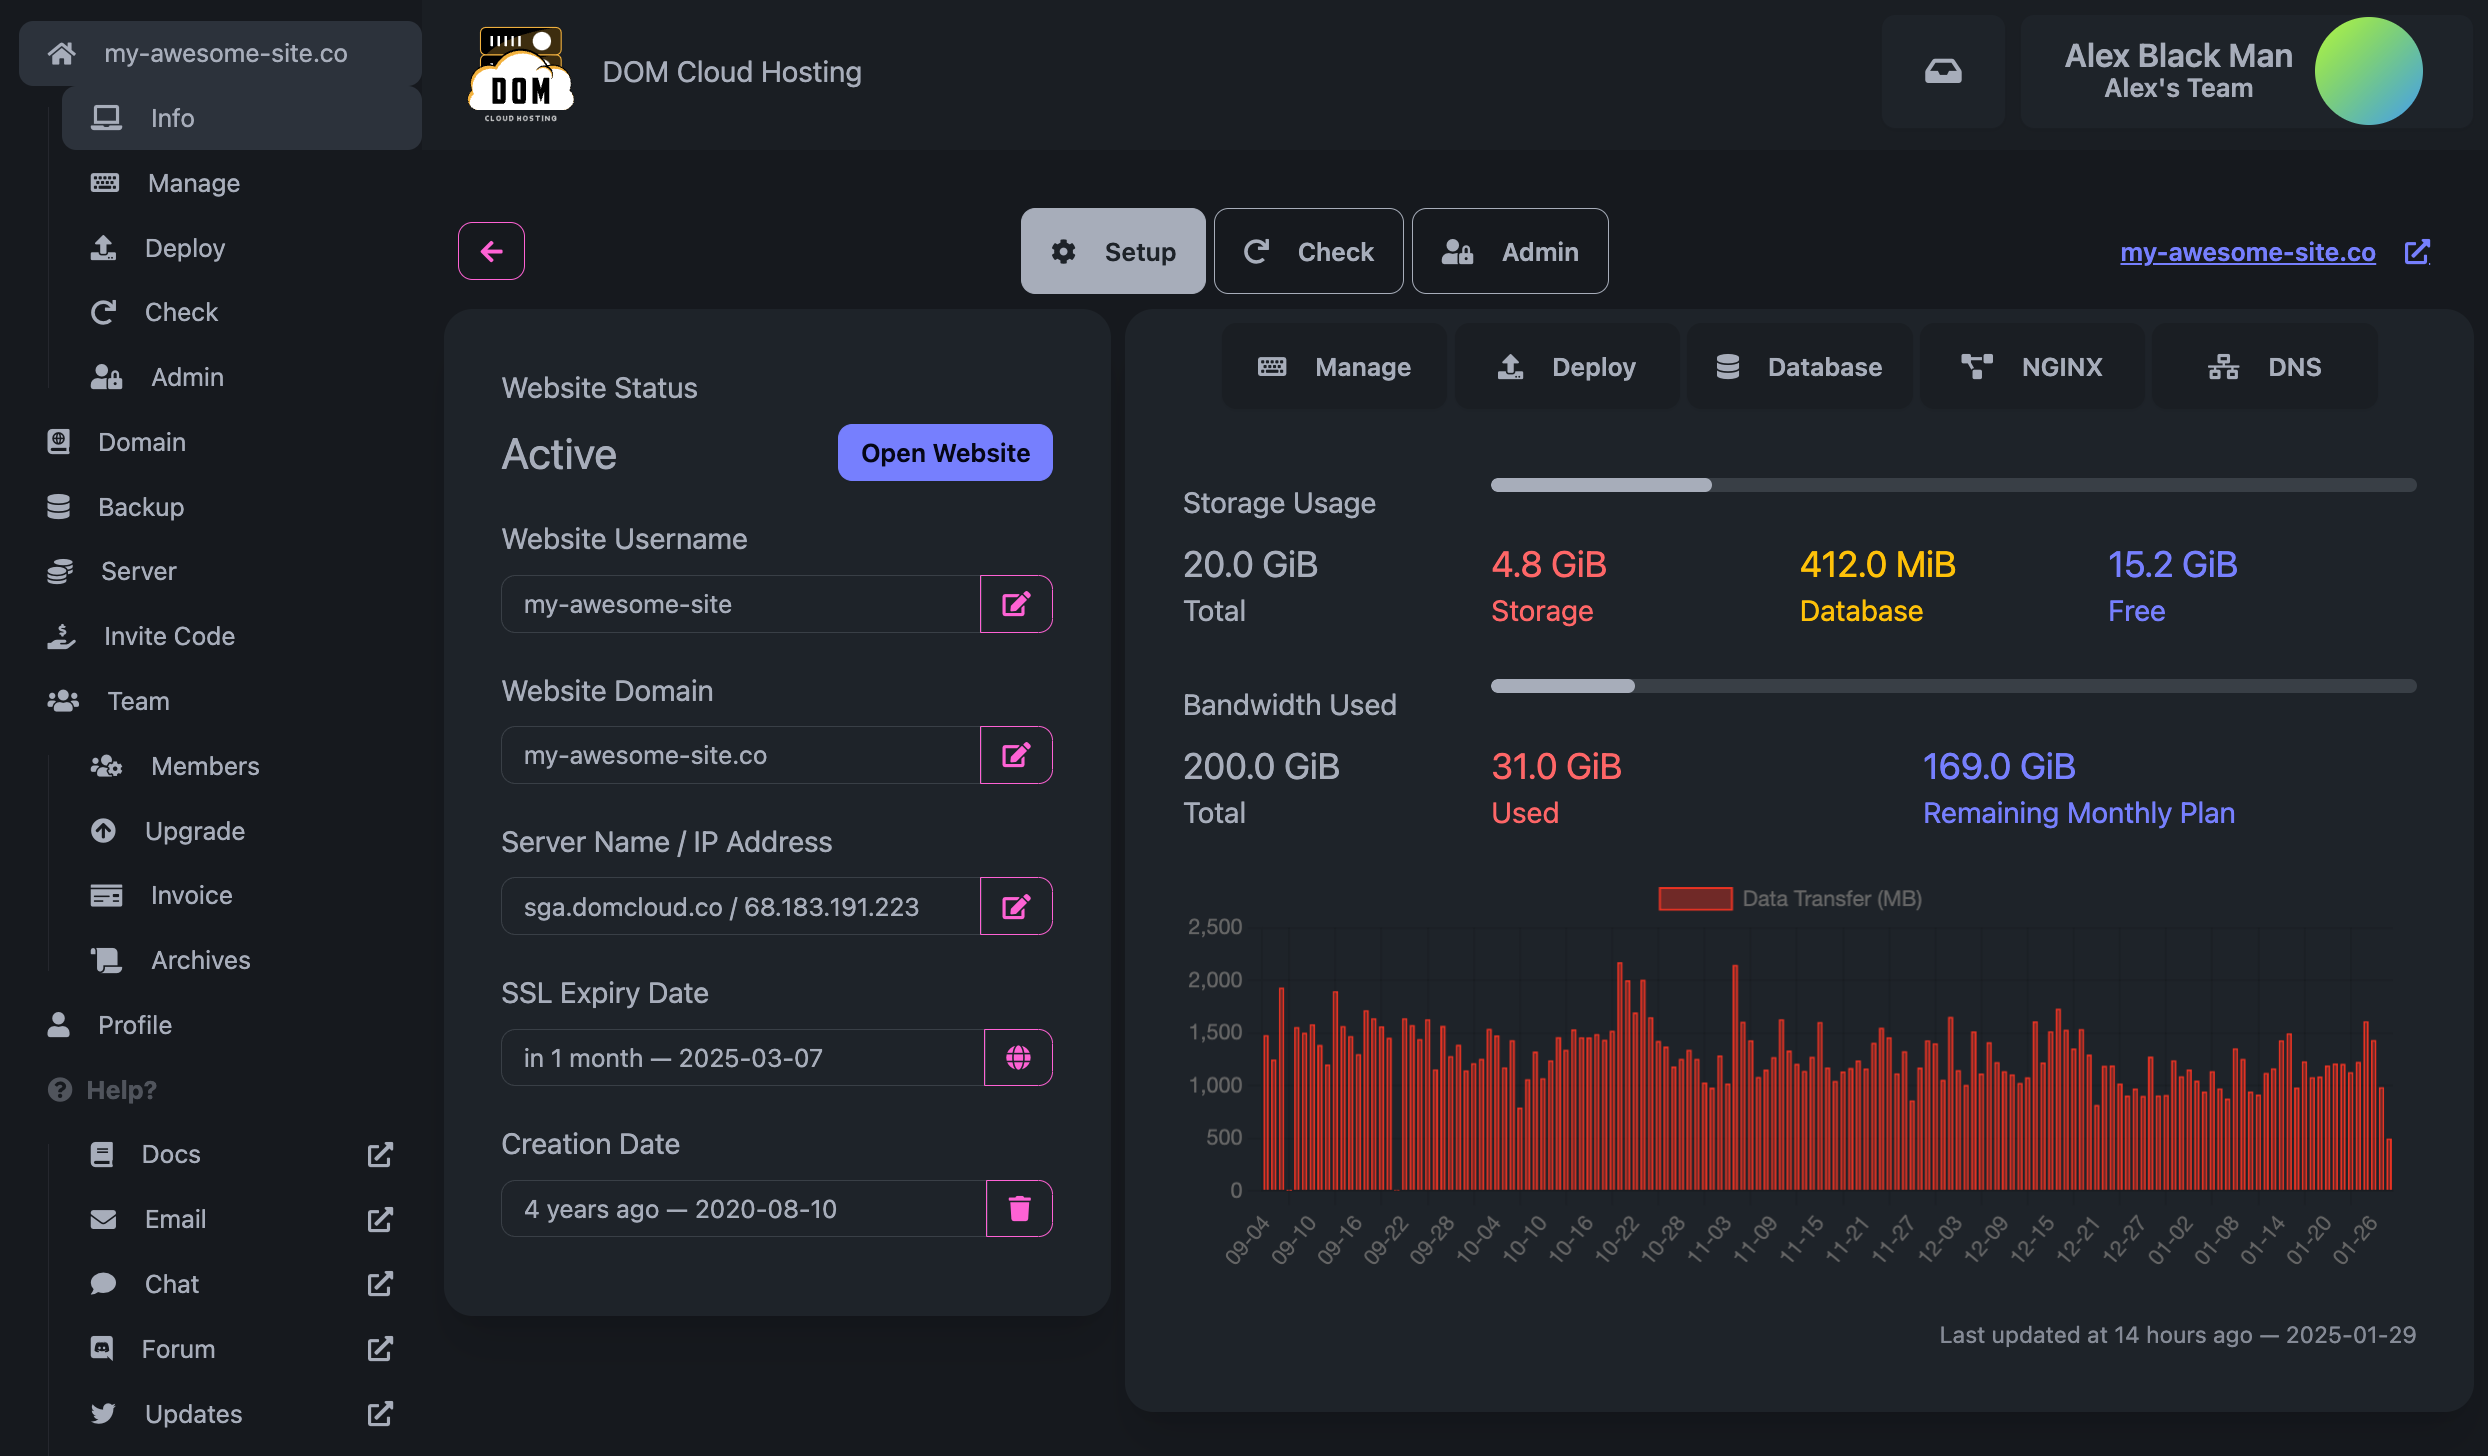 my-awesome-site.co
Info
Manage
Deploy
Check
Admin
Domain
Backup
Server
Invite Code
Team
Members
Upgrade
Invoice
Archives
Profile
Help?
Docs
Email
Chat
Forum
Updates
DOM
CLOUD HOSTING
DOM Cloud Hosting
Alex Black Man
Alex's Team
Setup
Check
Admin
my-awesome-site.co
Website Status
Active
Open Website
Website Username
my-awesome-site
Website Domain
my-awesome-site.co
Server Name / IP Address
sga.domcloud.co / 68.183.191.223
SSL Expiry Date
in 1 month — 2025-03-07
Creation Date
4 years ago — 2020-08-10
Manage
Deploy
Database
NGINX
DNS
Storage Usage
20.0 GiB
Total
4.8 GiB
Storage
412.0 MiB
Database
15.2 GiB
Free
Bandwidth Used
200.0 GiB
Total
31.0 GiB
Used
169.0 GiB
Remaining Monthly Plan
Data Transfer (MB)
2,500
2,000
1,500
1,000
500
0
09-04
09-10
09-16
09-22
09-28
10-04
10-10
10-16
10-22
10-28
11-03
11-09
11-15
11-21
11-27
12-03
12-09
12-15
12-21
12-27
01-02
01-08
01-14
01-20
01-26
Last updated at 14 hours ago — 2025-01-29